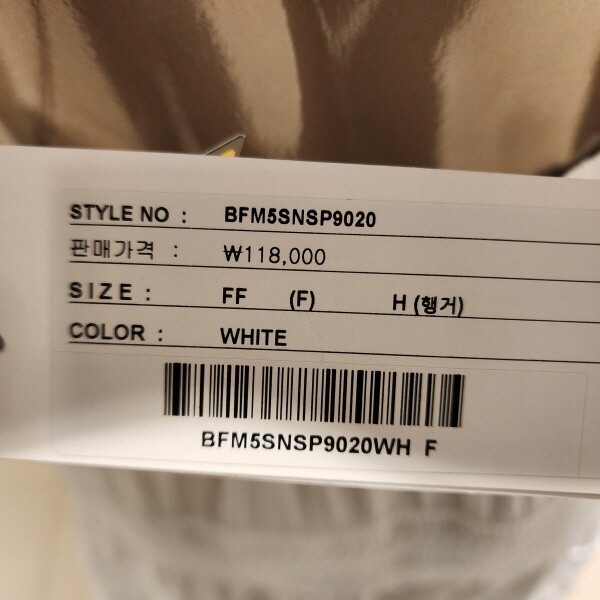 STYLE NO : BFM5SNSP9020
판매가격 : ₩118,000
SIZE : FF (F) H (행거)
COLOR : WHITE
BFM5SNSP9020WH F